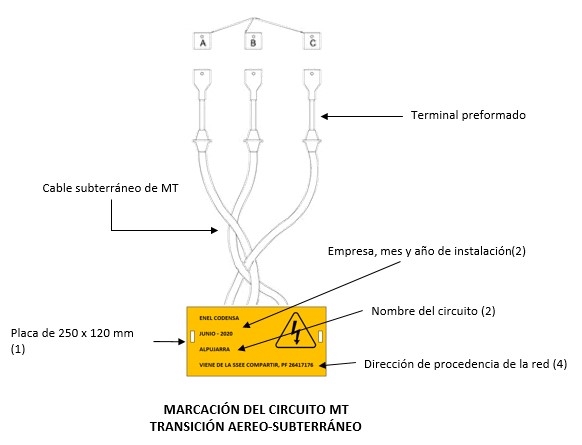 A B C
Terminal preformado
Cable subterráneo de MT
Empresa, mes y año de instalación(2)
ENEL CODENSA
JUNIO - 2020
Nombre del circuito (2)
Placa de 250 x 120 mm
(1)
ALPUJARRA
VIENE DE LA SSEE COMPARTIR, PF 26417176
Dirección de procedencia de la red (4)
MARCACIÓN DEL CIRCUITO MT
TRANSICIÓN AEREO-SUBTERRÁNEO